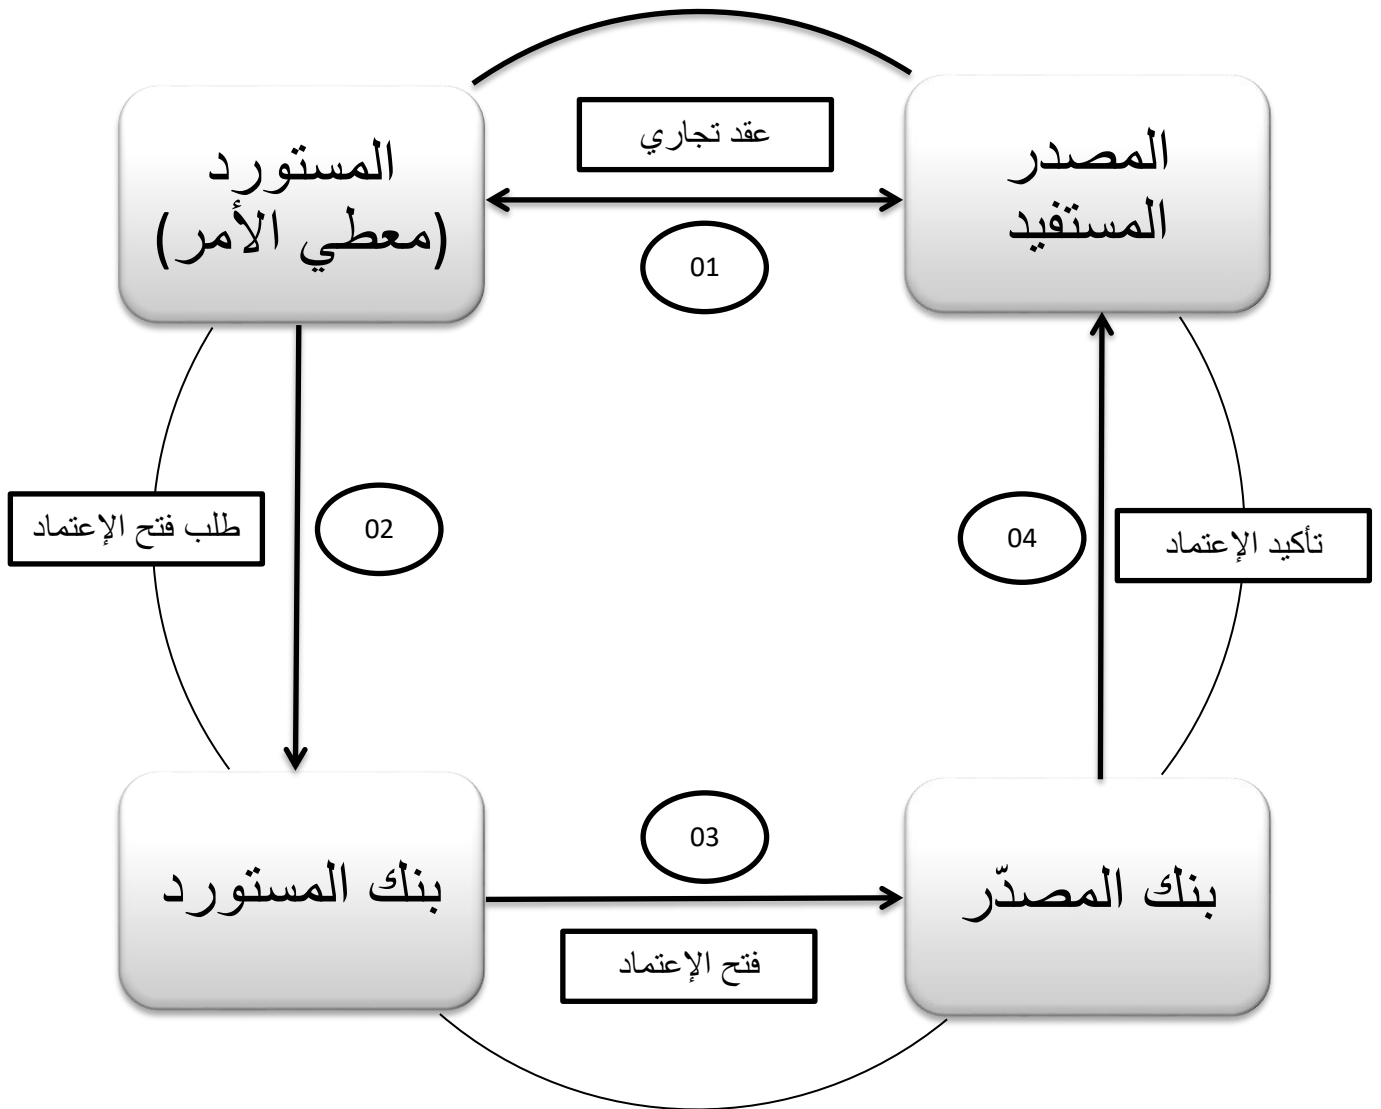 المصدر
المستفيد
عقد تجاري
01
المستورد
(معطي الأمر)
طلب فتح الإعتماد
02
04
تأكيد الإعتماد
بنك المستورد
03
فتح الإعتماد
بنك المصدّر